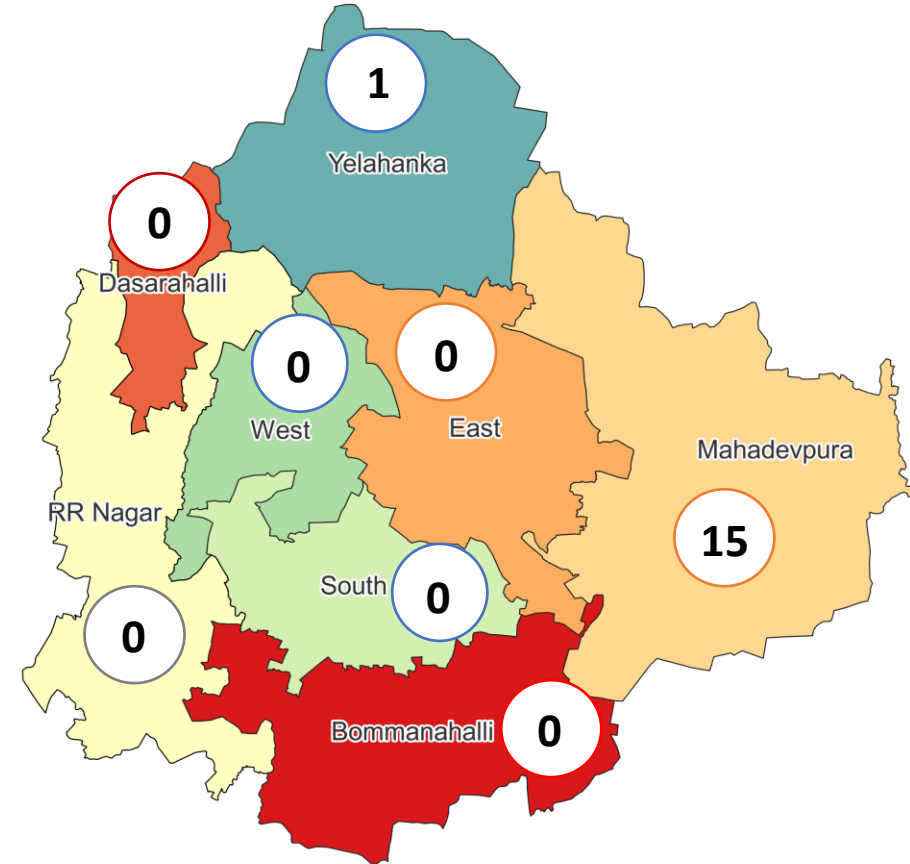 1
Yelahanka
0
Dasarahalli
0
West
0
East
Mahadevpura
15
RR Nagar
0
South
0
Bommanahalli
0